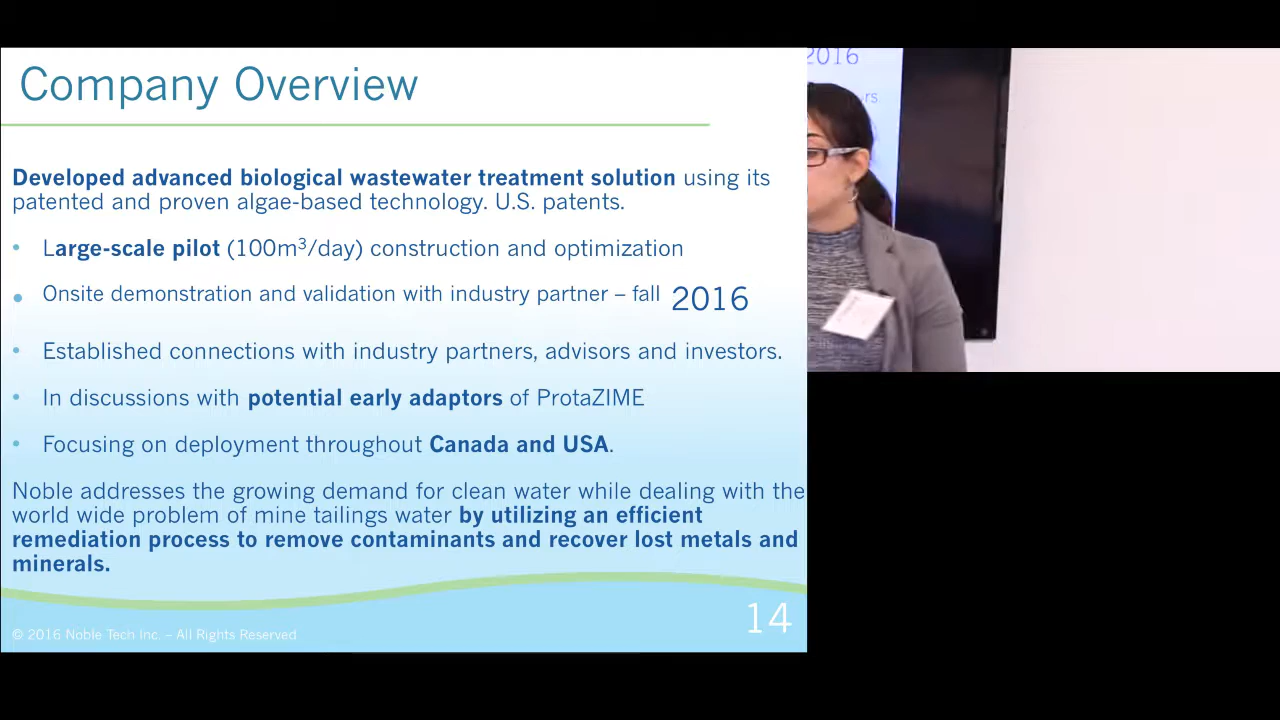 Company Overview
Developed advanced biological wastewater treatment solution using its
patented and proven algae-based technology. U.S. patents.
• Large-scale pilot (100m³/day) construction and optimization
• Onsite demonstration and validation with industry partner – fall 2016
• Established connections with industry partners, advisors and investors.
• In discussions with potential early adaptors of ProtaZIME
• Focusing on deployment throughout Canada and USA.
Noble addresses the growing demand for clean water while dealing with the
world wide problem of mine tailings water by utilizing an efficient
remediation process to remove contaminants and recover lost metals and
minerals.
© 2016 Noble Tech Inc. – All Rights Reserved
14
2016